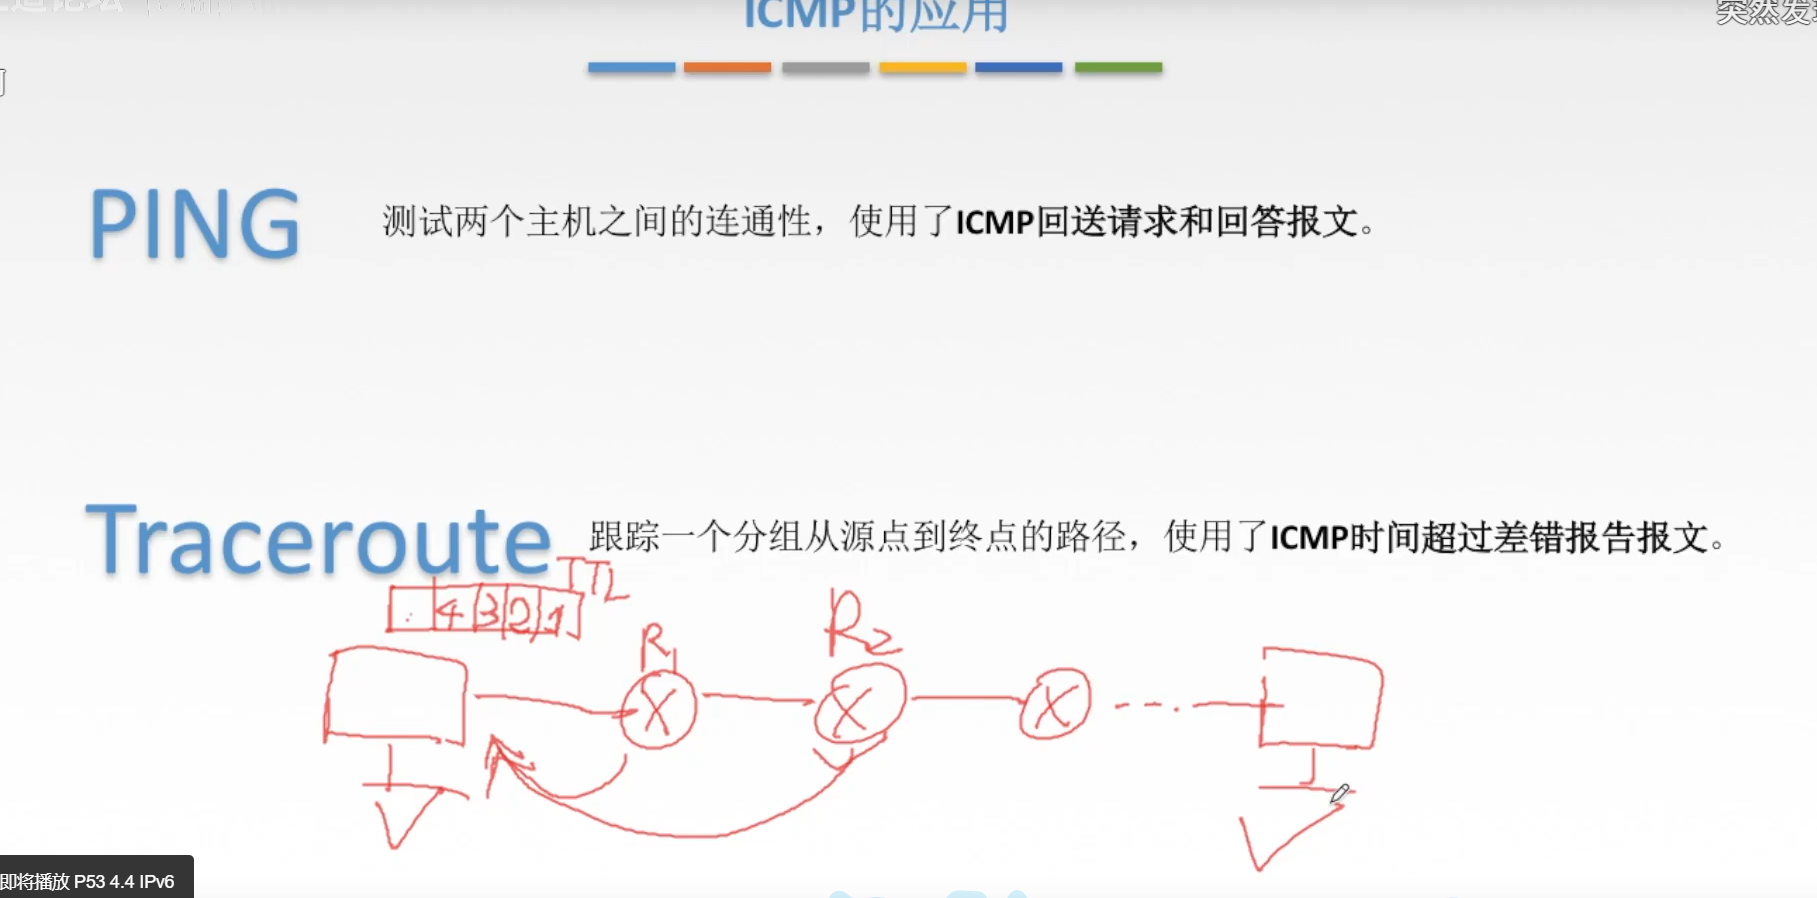 ICMP的应用
突然发现
PING
测试两个主机之间的连通性，使用了ICMP回送请求和回答报文。
Traceroute
跟踪一个分组从源点到终点的路径，使用了ICMP时间超过差错报告报文。
TTL
4 3 2 1
R1
R2
即将播放 P53 4.4 IPv6